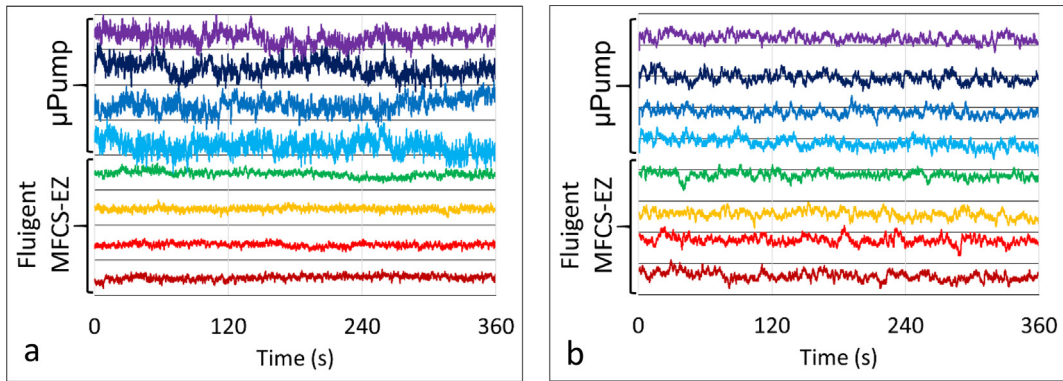 µPump
Fluigent
MFCS-EZ
0 120 240 360
Time (s)
a
µPump
Fluigent
MFCS-EZ
0 120 240 360
Time (s)
b